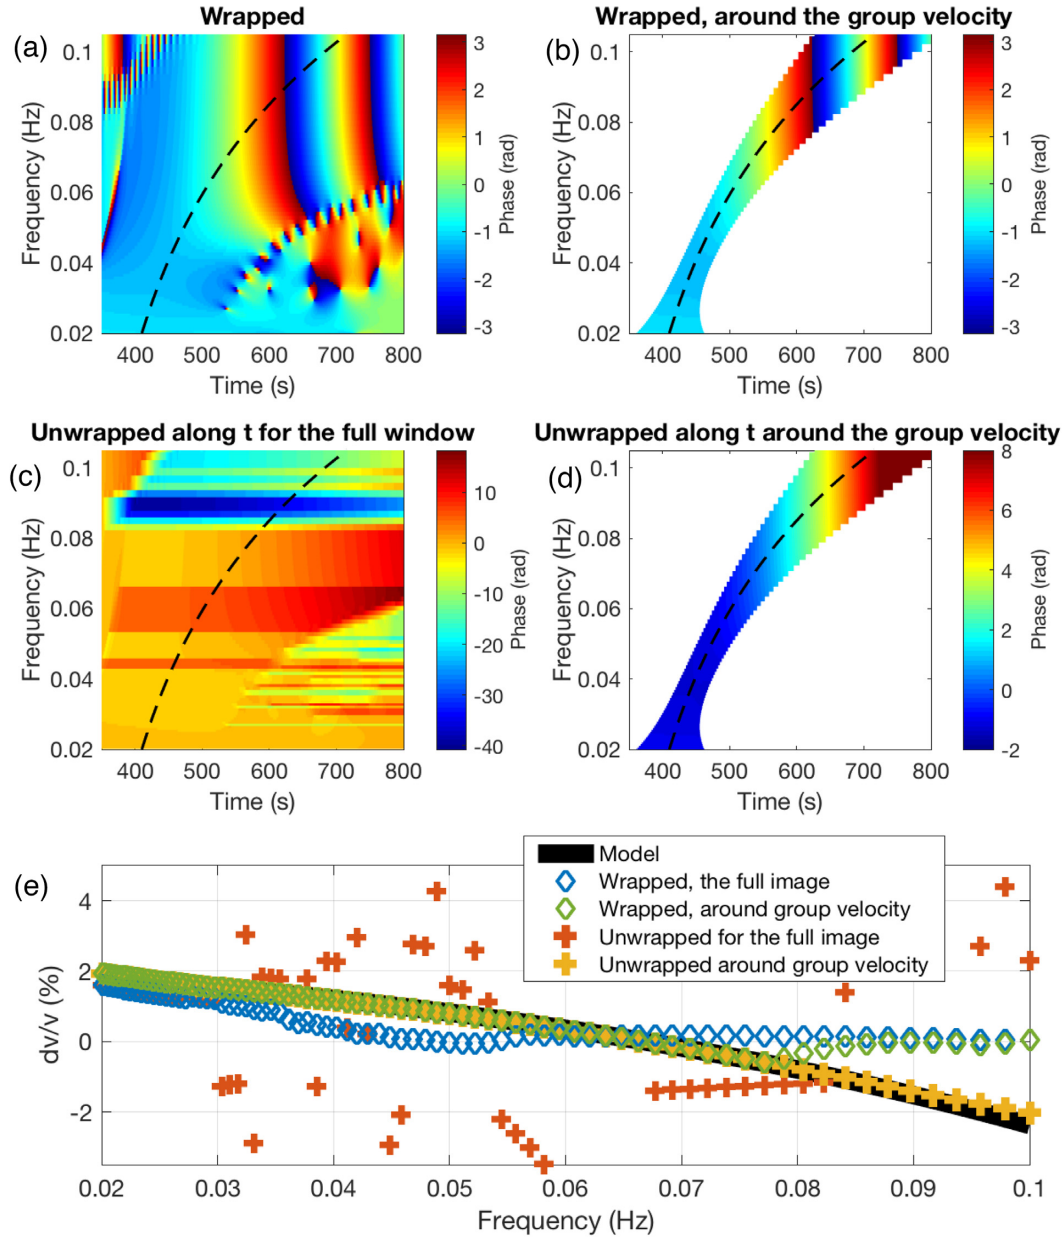 Wrapped
(a)
0.1
0.08
0.06
0.04
0.02
Frequency (Hz)
400 500 600 700 800
Time (s)
3
2
1
0
-1
-2
-3
Phase (rad)
Wrapped, around the group velocity
(b)
0.1
0.08
0.06
0.04
0.02
Frequency (Hz)
400 500 600 700 800
Time (s)
3
2
1
0
-1
-2
-3
Phase (rad)
Unwrapped along t for the full window
(c)
0.1
0.08
0.06
0.04
0.02
Frequency (Hz)
400 500 600 700 800
Time (s)
10
0
-10
-20
-30
-40
Phase (rad)
Unwrapped along t around the group velocity
(d)
0.1
0.08
0.06
0.04
0.02
Frequency (Hz)
400 500 600 700 800
Time (s)
8
6
4
2
0
-2
Phase (rad)
(e)
4
2
0
-2
dv/v (%)
Model
Wrapped, the full image
Wrapped, around group velocity
Unwrapped for the full image
Unwrapped around group velocity
0.02 0.03 0.04 0.05 0.06 0.07 0.08 0.09 0.1
Frequency (Hz)